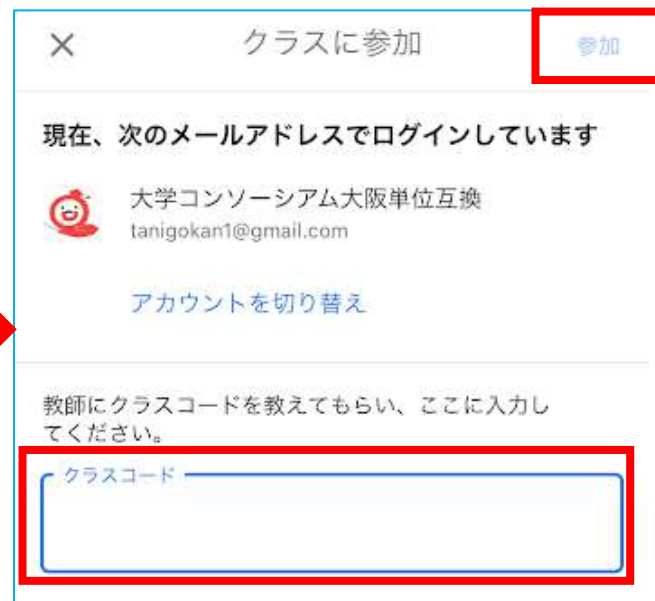 クラスに参加
参加
現在、次のメールアドレスでログインしています
大学コンソーシアム大阪単位互換
tanigokan1@gmail.com
アカウントを切り替え
教師にクラスコードを教えてもらい、ここに入力し
てください。
クラスコード